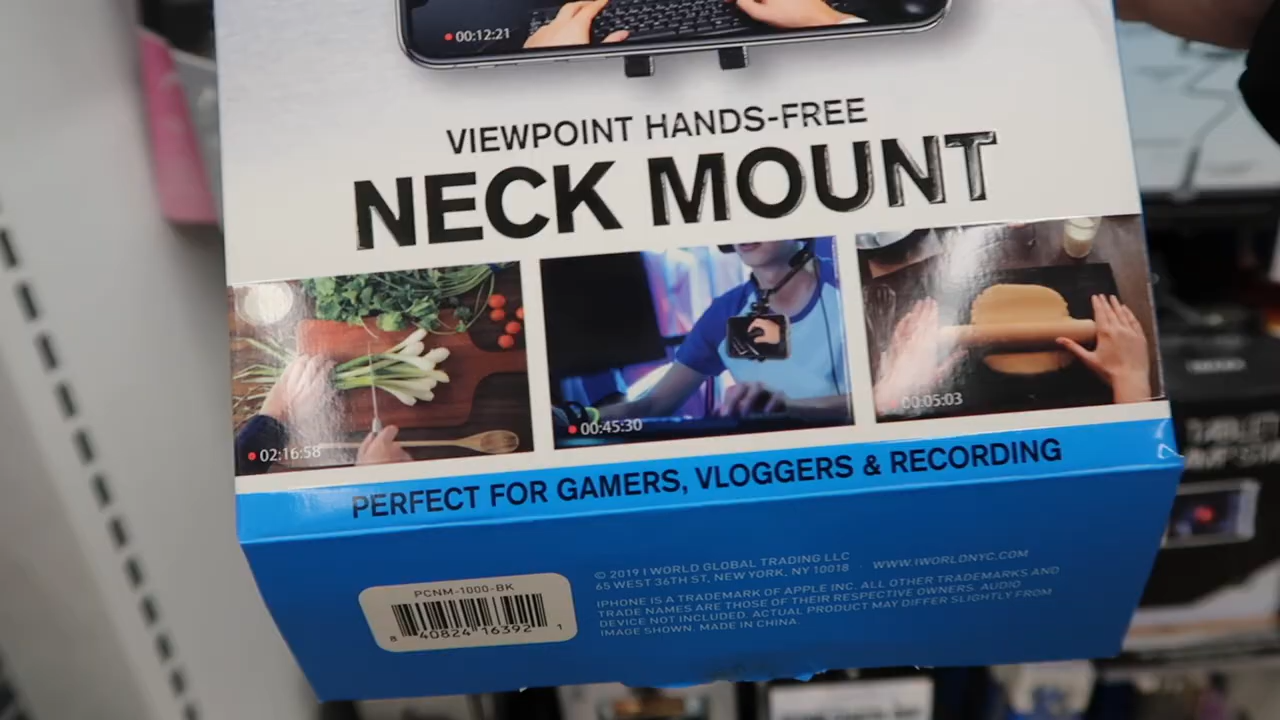 00:12:21
VIEWPOINT HANDS-FREE
NECK MOUNT
02:16:58
00:45:30
00:05:03
PERFECT FOR GAMERS, VLOGGERS & RECORDING
PCNM-1000-BK
8 40824 16392 1
© 2019 I WORLD GLOBAL TRADING LLC
65 WEST 36TH ST, NEW YORK, NY 10018 · WWW.IWORLDNYC.COM
IPHONE IS A TRADEMARK OF APPLE INC. ALL OTHER TRADEMARKS AND
TRADE NAMES ARE THOSE OF THEIR RESPECTIVE OWNERS. AUDIO
DEVICE NOT INCLUDED. ACTUAL PRODUCT MAY DIFFER SLIGHTLY FROM
IMAGE SHOWN. MADE IN CHINA.